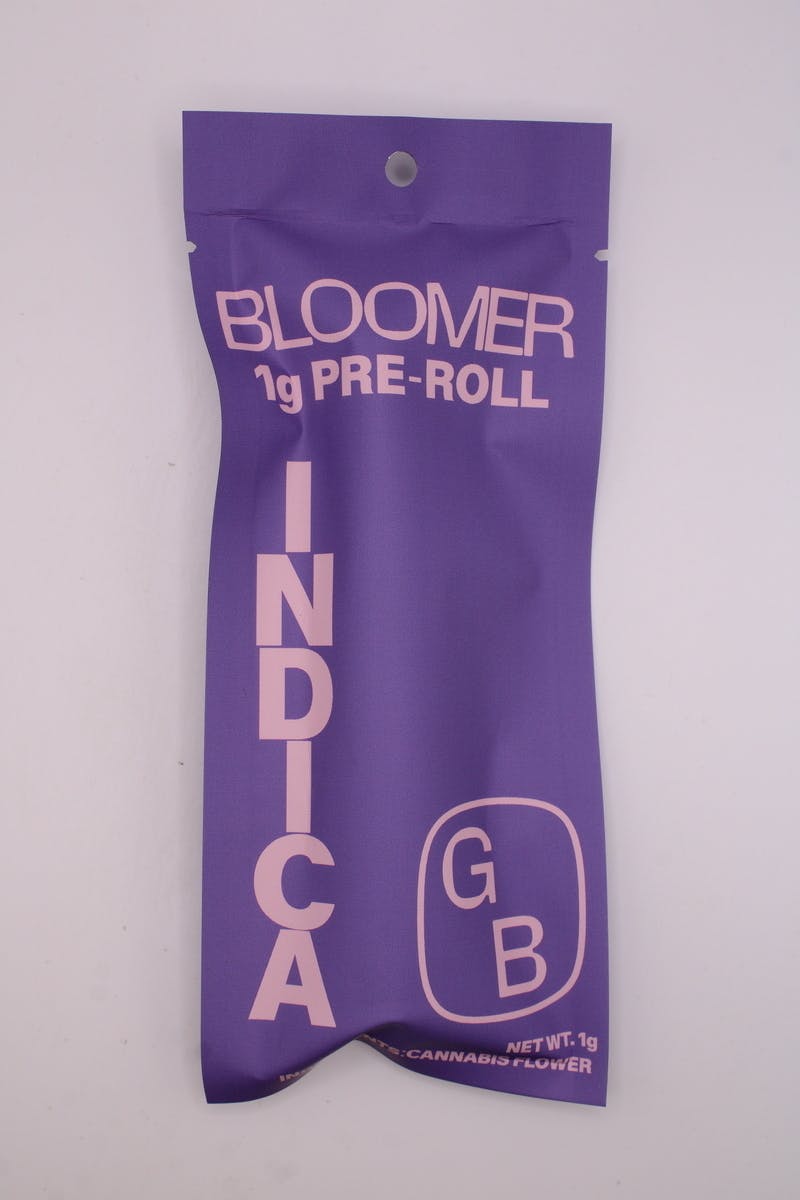 BLOOMER
1g PRE-ROLL
INDICA
G
B
NET WT. 1g
CANNABIS FLOWER